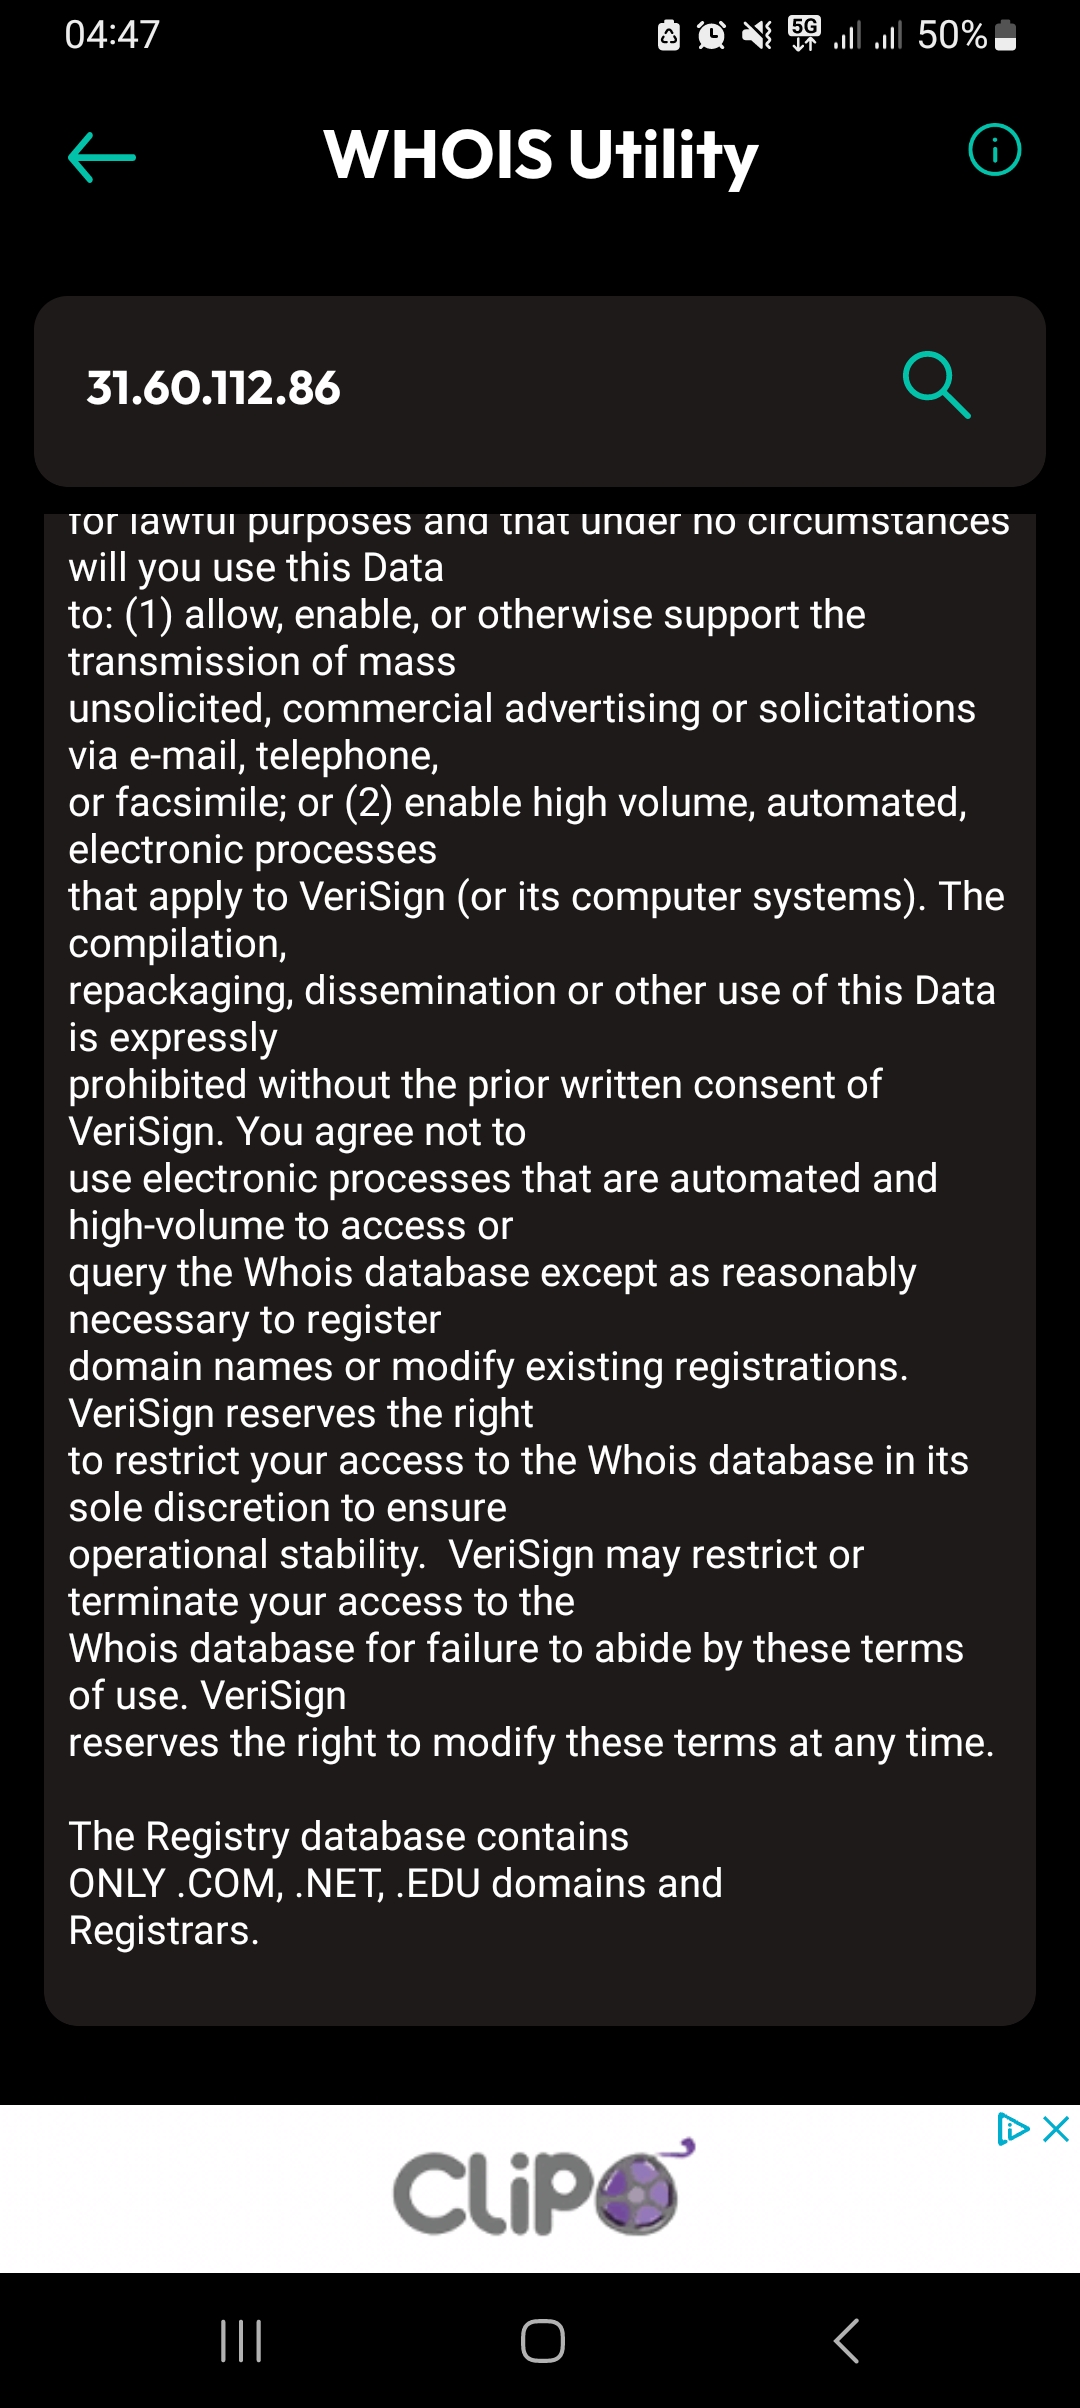 04:47
5G
50%
WHOIS Utility
31.60.112.86
for lawful purposes and that under no circumstances
will you use this Data
to: (1) allow, enable, or otherwise support the
transmission of mass
unsolicited, commercial advertising or solicitations
via e-mail, telephone,
or facsimile; or (2) enable high volume, automated,
electronic processes
that apply to VeriSign (or its computer systems). The
compilation,
repackaging, dissemination or other use of this Data
is expressly
prohibited without the prior written consent of
VeriSign. You agree not to
use electronic processes that are automated and
high-volume to access or
query the Whois database except as reasonably
necessary to register
domain names or modify existing registrations.
VeriSign reserves the right
to restrict your access to the Whois database in its
sole discretion to ensure
operational stability.  VeriSign may restrict or
terminate your access to the
Whois database for failure to abide by these terms
of use. VeriSign
reserves the right to modify these terms at any time.
The Registry database contains
ONLY .COM, .NET, .EDU domains and
Registrars.
CLiPO